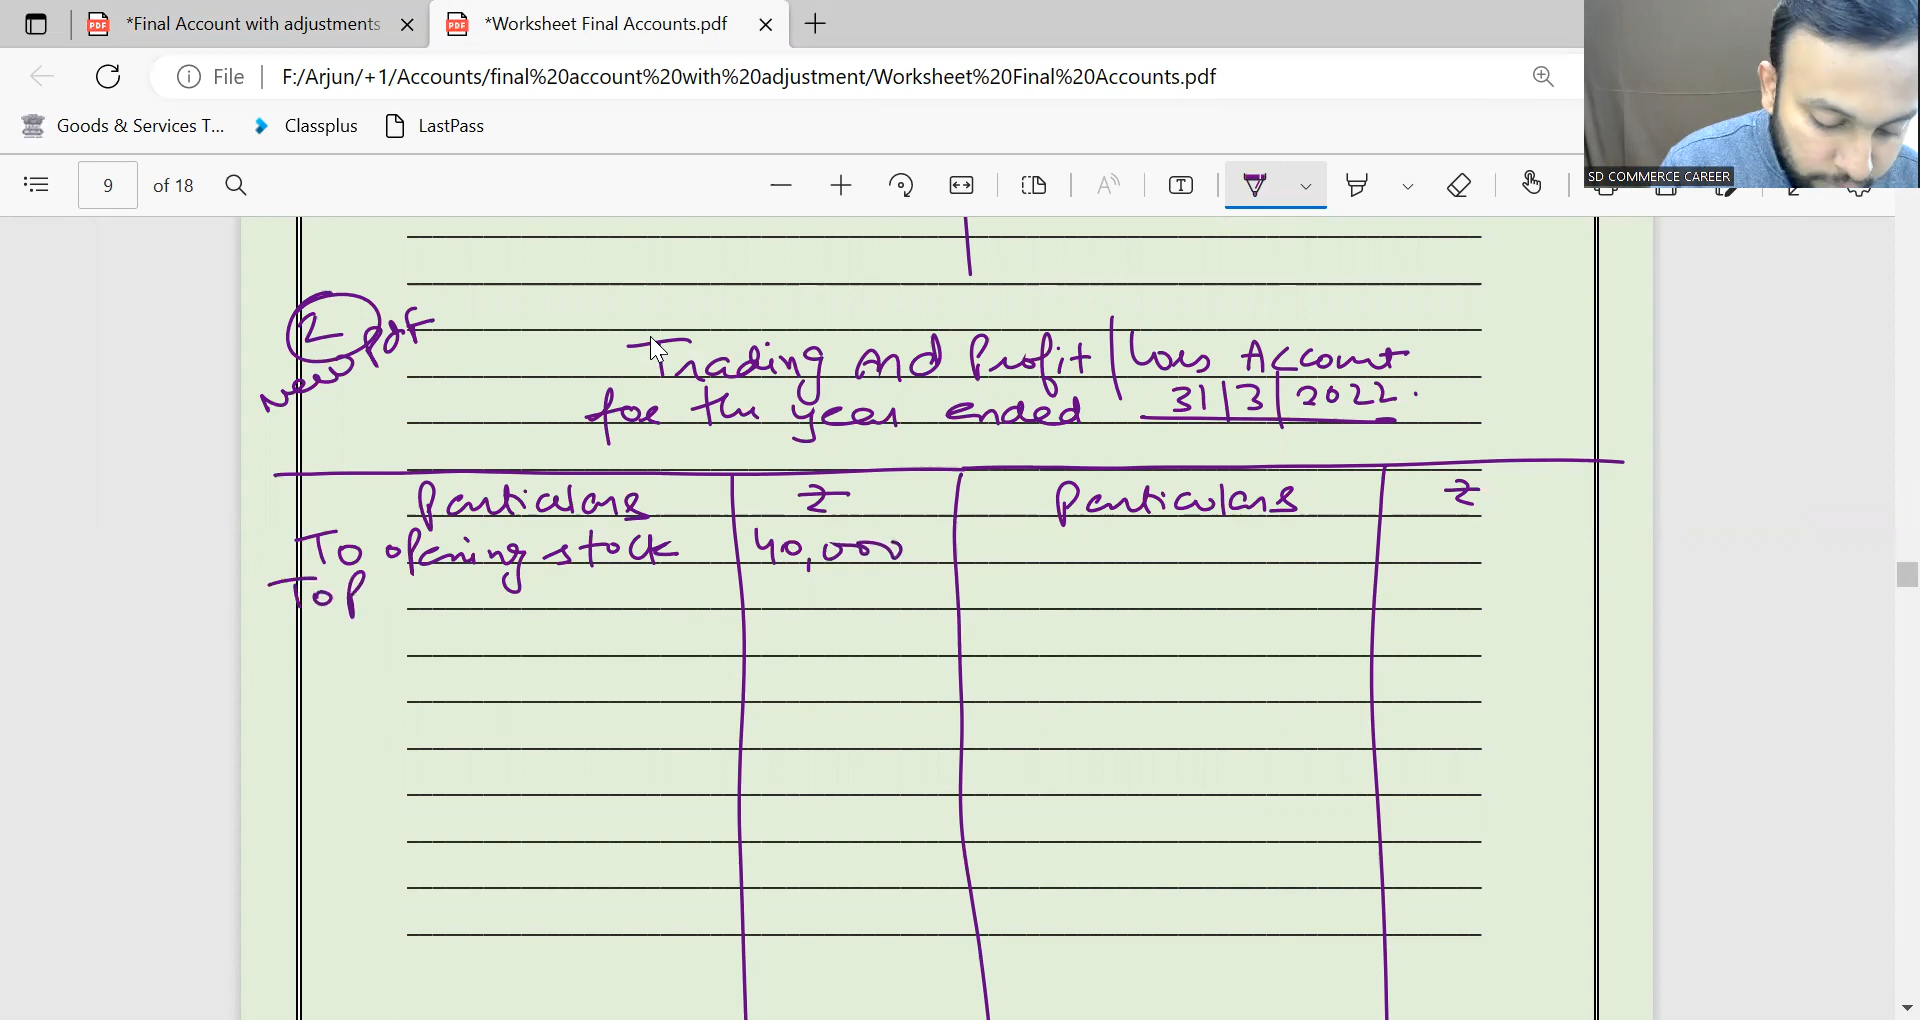 *Final Account with adjustments
*Worksheet Final Accounts.pdf
File
F:/Arjun/+1/Accounts/final%20account%20with%20adjustment/Worksheet%20Final%20Accounts.pdf
Goods & Services T...
Classplus
LastPass
SD COMMERCE CAREER
9 of 18
2 new pdf
Trading And Profit | Loss Account
for the year ended 31|3|2022.
Particulars ₹ Particulars ₹
To opening stock 40,000
To P